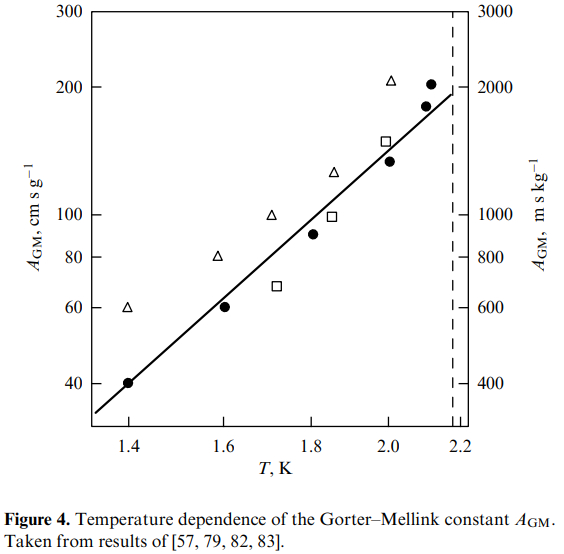 300
3000
200
2000
A_GM, cm s g⁻¹
A_GM, m s kg⁻¹
100
1000
80
800
60
600
40
400
1.4 1.6 1.8 2.0 2.2
T, K
Figure 4. Temperature dependence of the Gorter–Mellink constant A_GM.
Taken from results of [57, 79, 82, 83].